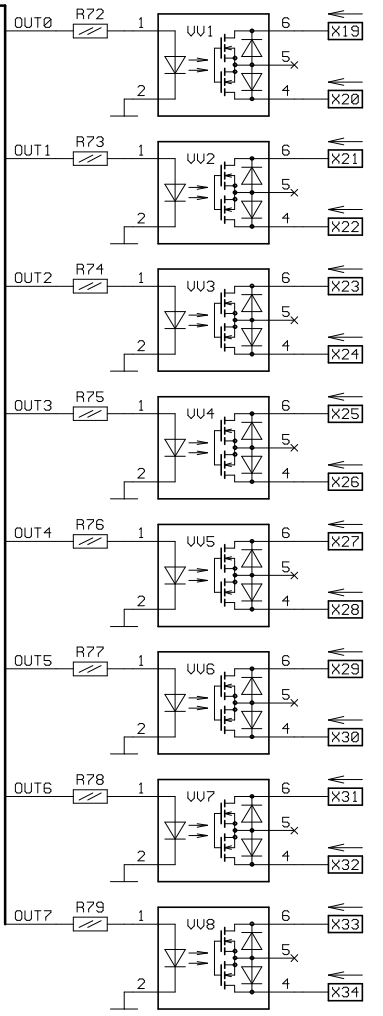 OUT0 R72 1 VV1 6 X19
5
2 4 X20
OUT1 R73 1 VV2 6 X21
5
2 4 X22
OUT2 R74 1 VV3 6 X23
5
2 4 X24
OUT3 R75 1 VV4 6 X25
5
2 4 X26
OUT4 R76 1 VV5 6 X27
5
2 4 X28
OUT5 R77 1 VV6 6 X29
5
2 4 X30
OUT6 R78 1 VV7 6 X31
5
2 4 X32
OUT7 R79 1 VV8 6 X33
5
2 4 X34